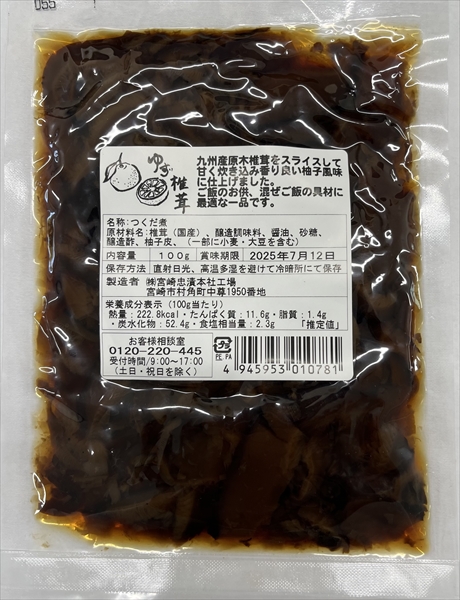 055
ゆず椎茸
九州産原木椎茸をスライスして
甘く炊き込み香り良い柚子風味
に仕上げました。
ご飯のお供、混ぜご飯の具材に
最適な一品です。
名称:つくだ煮
原材料名:椎茸(国産)、醸造調味料、醤油、砂糖、
醸造酢、柚子皮、(一部に小麦・大豆を含む)
内容量 100g 賞味期限 2025年7月12日
保存方法 直射日光、高温多湿を避けて冷暗所にて保存
製造者 ㈱宮崎忠漬本社工場
宮崎市村角町中尊1950番地
栄養成分表示(100g当たり)
熱量:222.8kcal・たんぱく質:11.6g・脂質:1.4g
・炭水化物:52.4g・食塩相当量:2.3g 「推定値」
お客様相談室
0120-220-445
受付時間/9:00~17:00
(土日・祝日を除く)
プラ
PE,PA
4 945953 010781